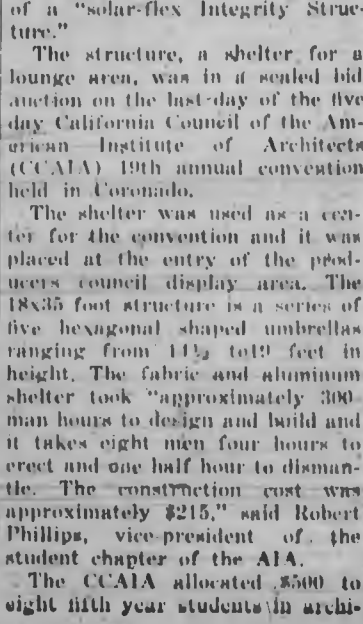 of a "solar-flex Integrity Struc-
ture."
The structure, a shelter for a
lounge area, was in a sealed bid
auction on the last day of the five
day California Council of the Am-
erican Institute of Architects
(CCAIA) 19th annual convention
held in Coronado.
The shelter was used as a cen-
ter for the convention and it was
placed at the entry of the prod-
ucers council display area. The
18x35 foot structure is a series of
five hexagonal shaped umbrellas
ranging from 14½ to19 feet in
height. The fabric and aluminum
shelter took "approximately 300
man hours to design and build and
it takes eight men four hours to
erect and one half hour to disman-
tle. The construction cost was
approximately $215," said Robert
Phillips, vice-president of the
student chapter of the AIA.
The CCAIA allocated $500 to
eight fifth year students in archi-